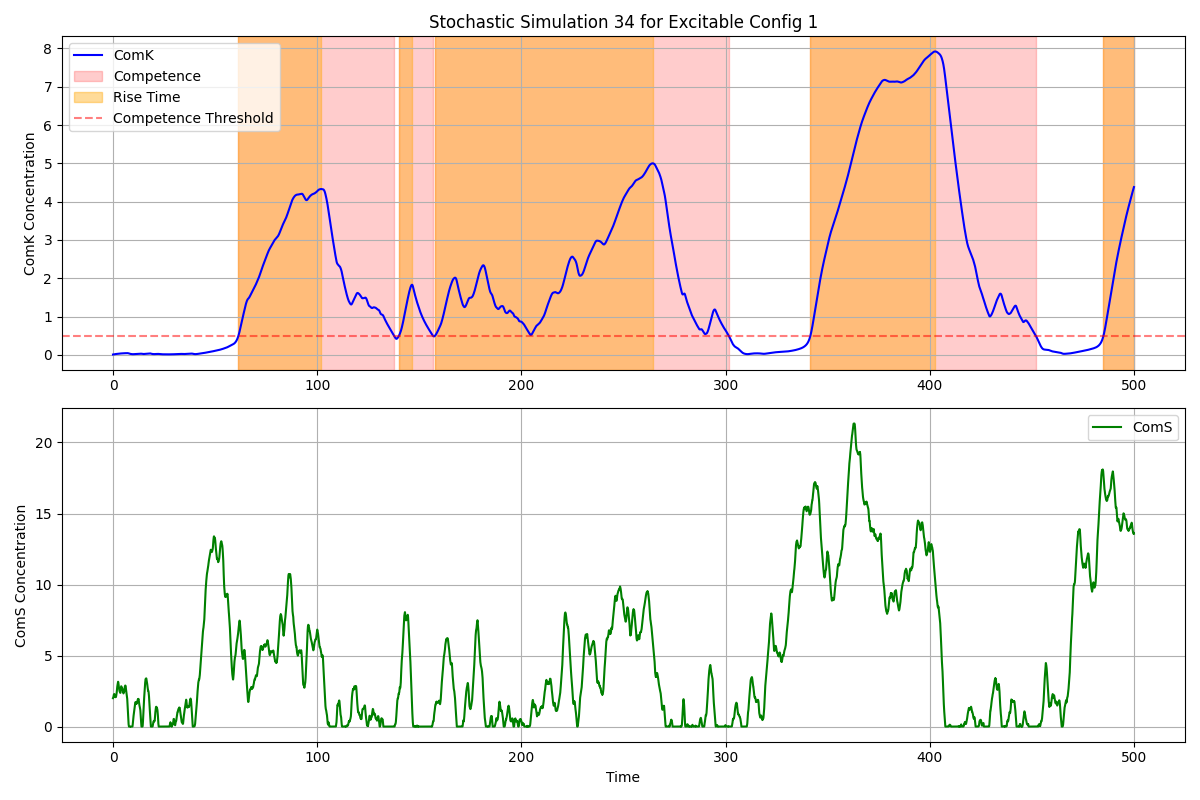 Stochastic Simulation 34 for Excitable Config 1
ComK
Competence
Rise Time
Competence Threshold
ComK Concentration
8
7
6
5
4
3
2
1
0
0 100 200 300 400 500
ComS
ComS Concentration
20
15
10
5
0
0 100 200 300 400 500
Time